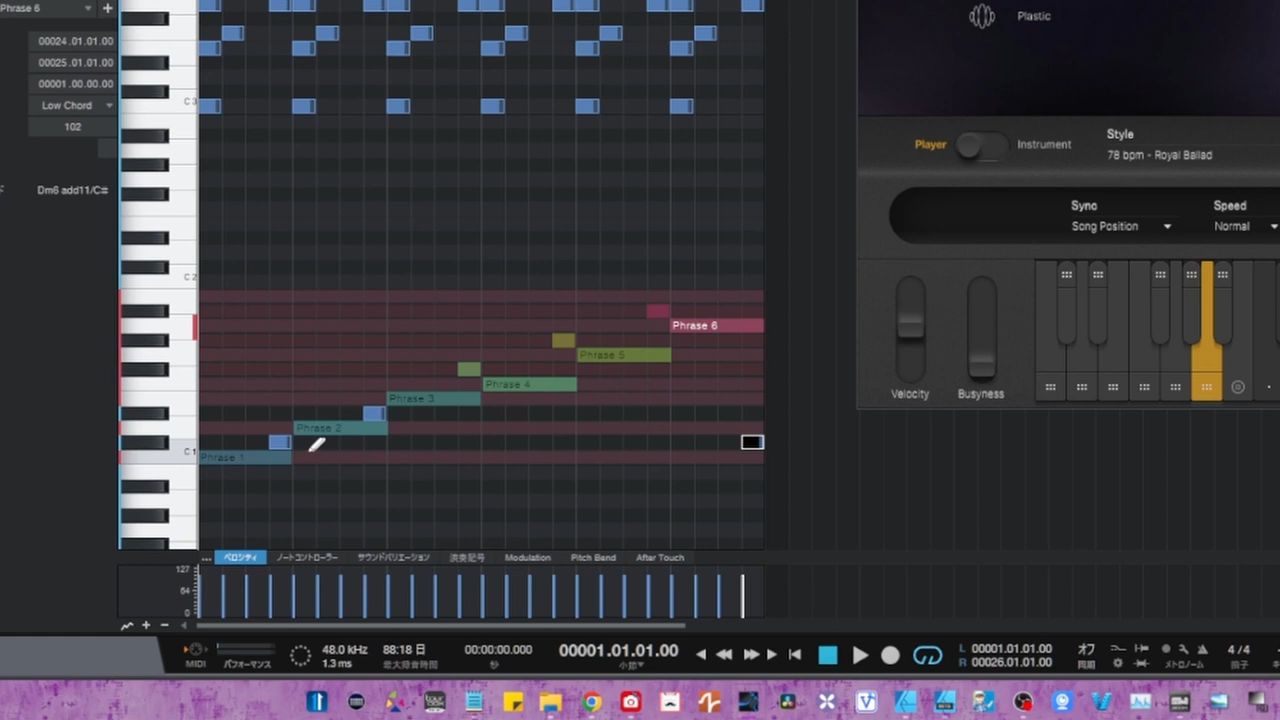 Phrase 6
Plastic
00024.01.01.00
00025.01.01.00
00001.00.00.00
Low Chord
102
C 3
Dm6 add11/C#
Player
Instrument
Style
78 bpm - Royal Ballad
Sync
Speed
Song Position
Normal
C 2
Phrase 6
Phrase 5
Phrase 4
Phrase 3
Phrase 2
Phrase 1
C 1
Velocity
Busyness
ベロシティ
ノートコントローラー
サウンドバリエーション
演奏記号
Modulation
Pitch Bend
After Touch
127
64
0
MIDI
パフォーマンス
48.0 kHz
1.3 ms
88:18 日
最大録音時間
00:00:00.000
秒
00001.01.01.00
小節
L 00001.01.01.00
R 00026.01.01.00
オフ
同期
メトロノーム
4 / 4
拍子